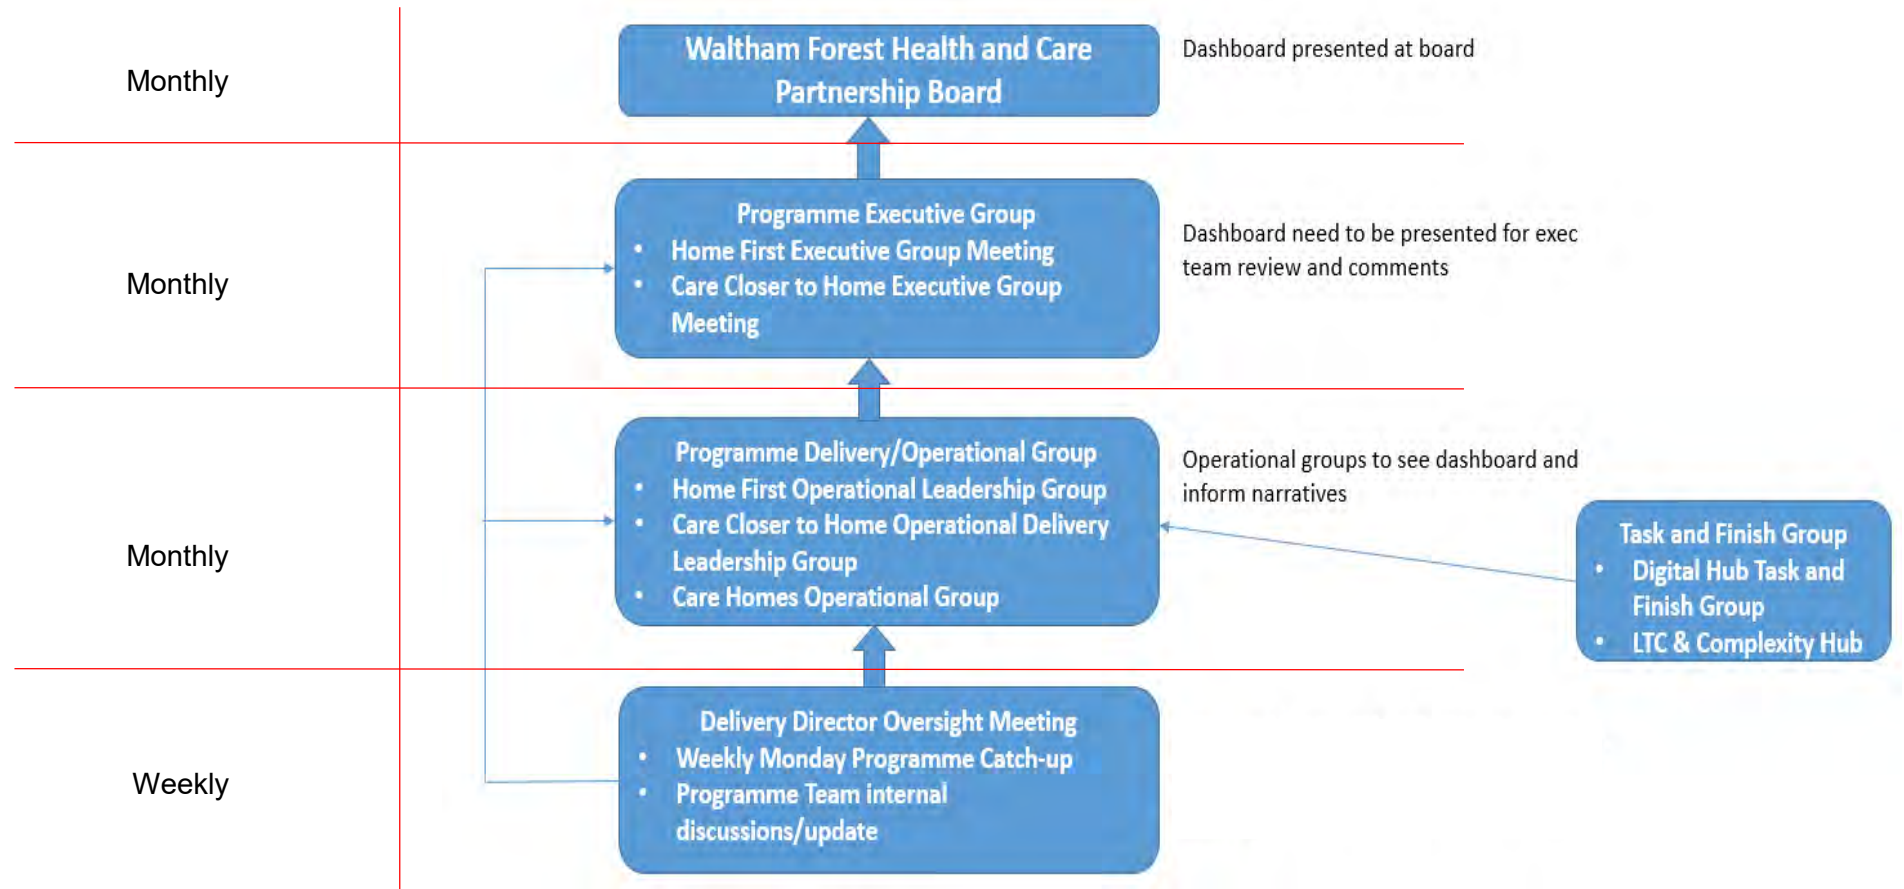 Monthly
Waltham Forest Health and Care
Partnership Board
Dashboard presented at board
Monthly
Programme Executive Group
• Home First Executive Group Meeting
• Care Closer to Home Executive Group
Meeting
Dashboard need to be presented for exec
team review and comments
Monthly
Programme Delivery/Operational Group
• Home First Operational Leadership Group
• Care Closer to Home Operational Delivery
Leadership Group
• Care Homes Operational Group
Operational groups to see dashboard and
inform narratives
Task and Finish Group
• Digital Hub Task and
Finish Group
• LTC & Complexity Hub
Weekly
Delivery Director Oversight Meeting
• Weekly Monday Programme Catch-up
• Programme Team internal
discussions/update